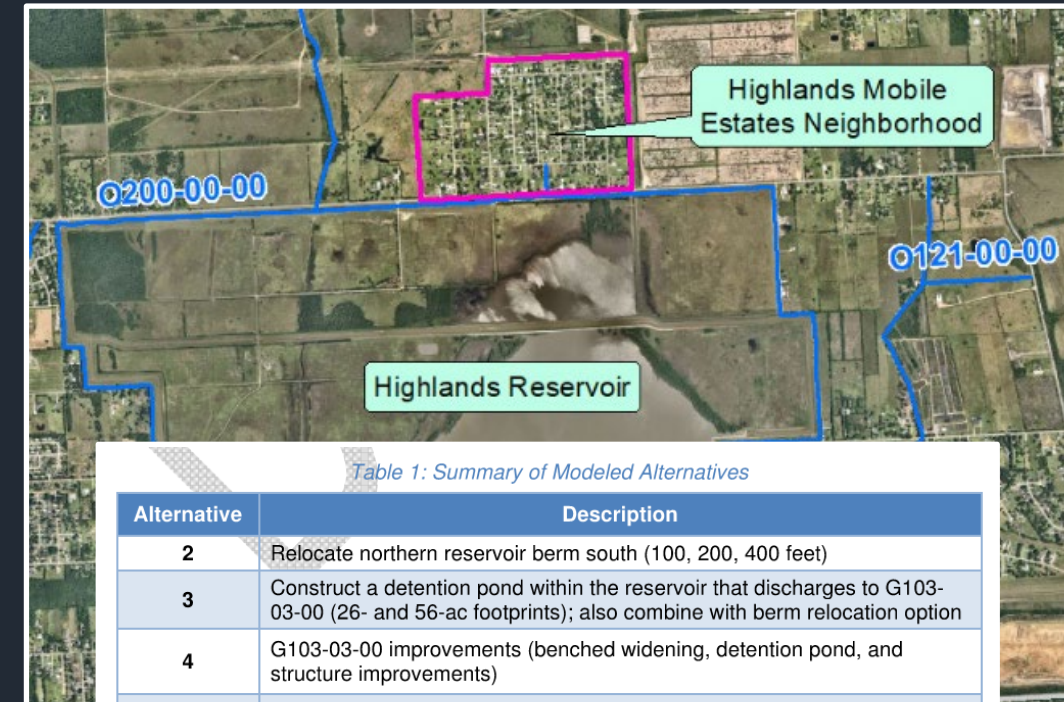 Highlands Mobile
Estates Neighborhood
O200-00-00
O121-00-00
Highlands Reservoir
Table 1: Summary of Modeled Alternatives
Alternative Description
2 Relocate northern reservoir berm south (100, 200, 400 feet)
3 Construct a detention pond within the reservoir that discharges to G103-
03-00 (26- and 56-ac footprints); also combine with berm relocation option
4 G103-03-00 improvements (benched widening, detention pond, and
structure improvements)